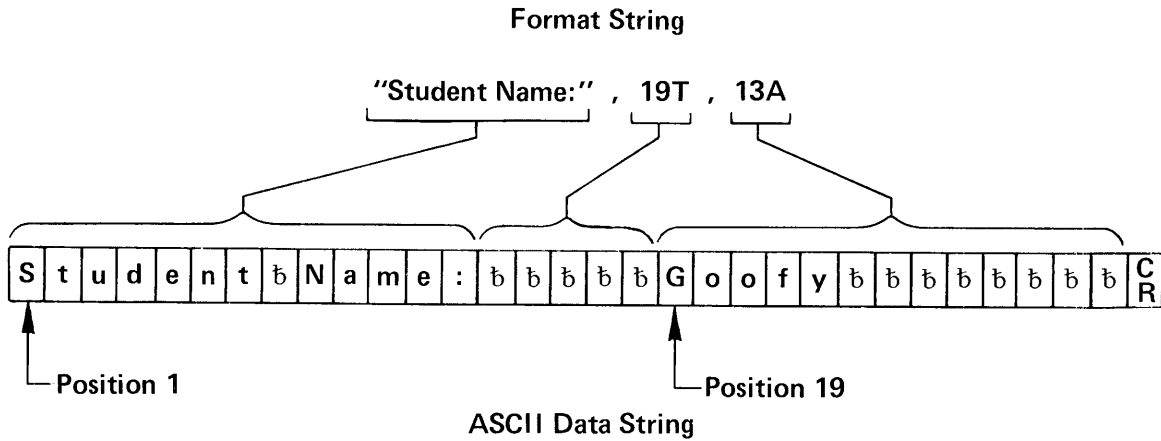 Format String
"Student Name:" , 19T , 13A
S t u d e n t ƀ N a m e : ƀ ƀ ƀ ƀ ƀ G o o f y ƀ ƀ ƀ ƀ ƀ ƀ ƀ ƀ CR
Position 1
Position 19
ASCII Data String